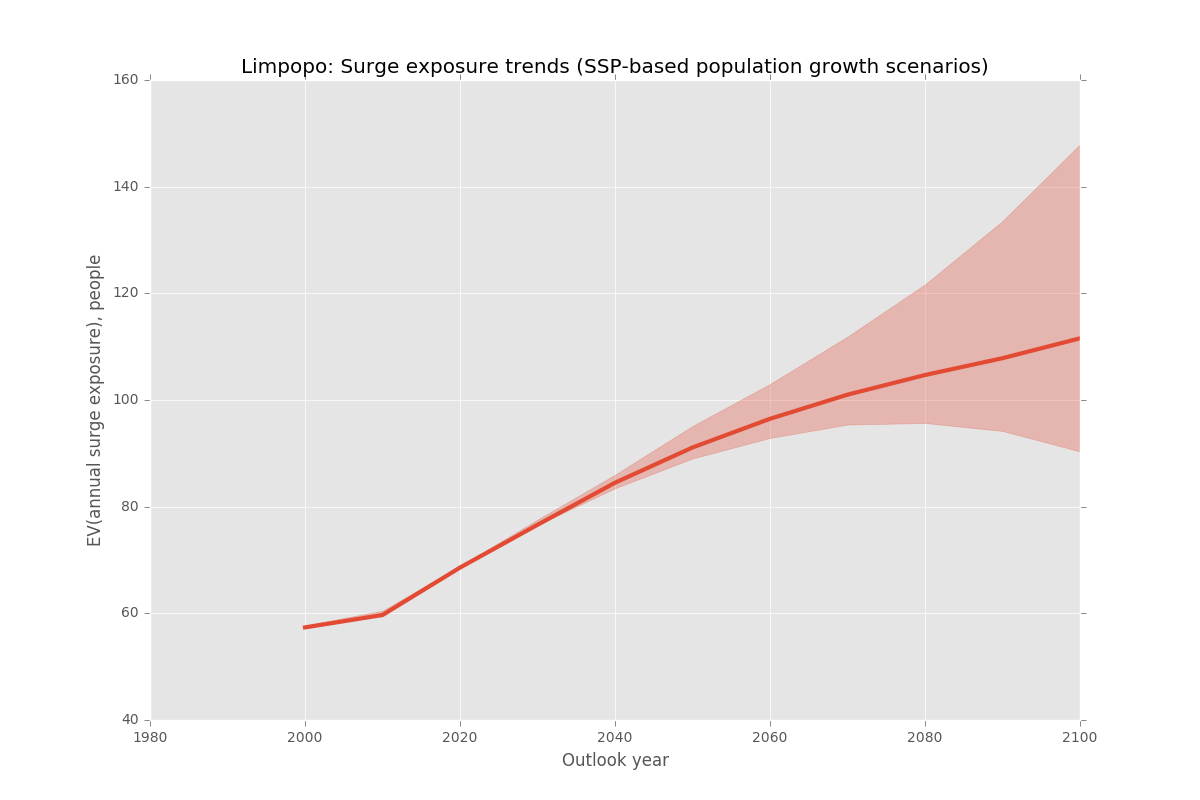 Limpopo: Surge exposure trends (SSP-based population growth scenarios)
160
140
120
100
80
60
40
EV(annual surge exposure), people
1980 2000 2020 2040 2060 2080 2100
Outlook year